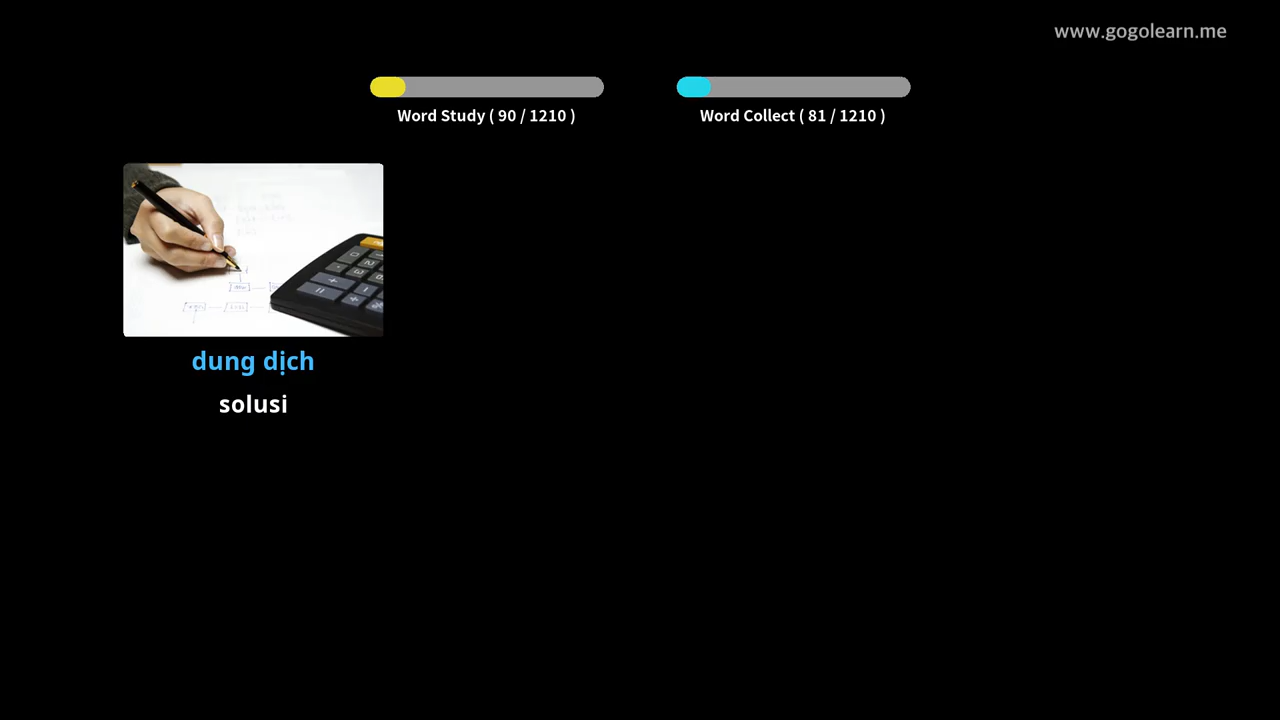 www.gogolearn.me
Word Study ( 90 / 1210 )
Word Collect ( 81 / 1210 )
dung dịch
solusi